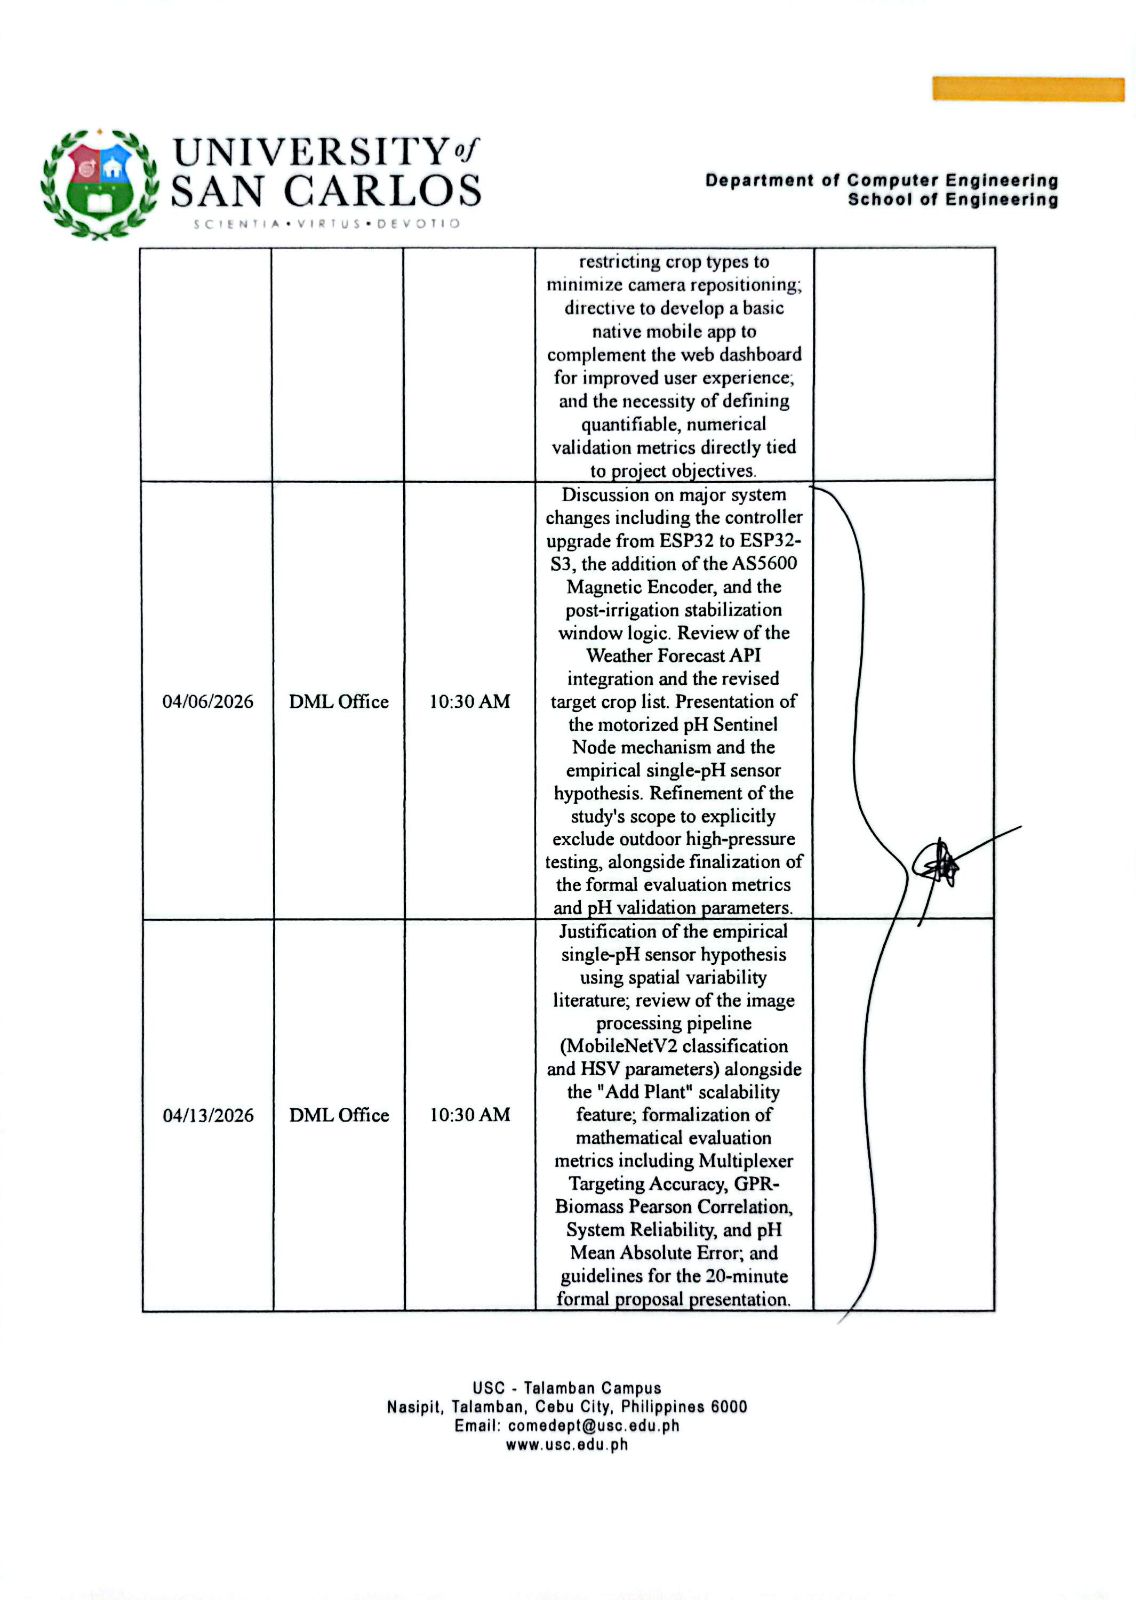 UNIVERSITY of
SAN CARLOS
SCIENTIA • VIRTUS • DEVOTIO
Department of Computer Engineering
School of Engineering
restricting crop types to
minimize camera repositioning;
directive to develop a basic
native mobile app to
complement the web dashboard
for improved user experience;
and the necessity of defining
quantifiable, numerical
validation metrics directly tied
to project objectives.
04/06/2026
DML Office
10:30 AM
Discussion on major system
changes including the controller
upgrade from ESP32 to ESP32-
S3, the addition of the AS5600
Magnetic Encoder, and the
post-irrigation stabilization
window logic. Review of the
Weather Forecast API
integration and the revised
target crop list. Presentation of
the motorized pH Sentinel
Node mechanism and the
empirical single-pH sensor
hypothesis. Refinement of the
study's scope to explicitly
exclude outdoor high-pressure
testing, alongside finalization of
the formal evaluation metrics
and pH validation parameters.
04/13/2026
DML Office
10:30 AM
Justification of the empirical
single-pH sensor hypothesis
using spatial variability
literature; review of the image
processing pipeline
(MobileNetV2 classification
and HSV parameters) alongside
the "Add Plant" scalability
feature; formalization of
mathematical evaluation
metrics including Multiplexer
Targeting Accuracy, GPR-
Biomass Pearson Correlation,
System Reliability, and pH
Mean Absolute Error; and
guidelines for the 20-minute
formal proposal presentation.
USC - Talamban Campus
Nasipit, Talamban, Cebu City, Philippines 6000
Email: comedept@usc.edu.ph
www.usc.edu.ph